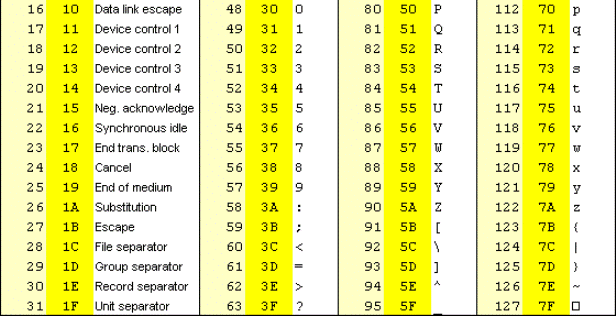 16 10 Data link escape 48 30 0 80 50 P 112 70 p
17 11 Device control 1 49 31 1 81 51 Q 113 71 q
18 12 Device control 2 50 32 2 82 52 R 114 72 r
19 13 Device control 3 51 33 3 83 53 S 115 73 s
20 14 Device control 4 52 34 4 84 54 T 116 74 t
21 15 Neg. acknowledge 53 35 5 85 55 U 117 75 u
22 16 Synchronous idle 54 36 6 86 56 V 118 76 v
23 17 End trans. block 55 37 7 87 57 W 119 77 w
24 18 Cancel 56 38 8 88 58 X 120 78 x
25 19 End of medium 57 39 9 89 59 Y 121 79 y
26 1A Substitution 58 3A : 90 5A Z 122 7A z
27 1B Escape 59 3B ; 91 5B [ 123 7B {
28 1C File separator 60 3C < 92 5C \ 124 7C |
29 1D Group separator 61 3D = 93 5D ] 125 7D }
30 1E Record separator 62 3E > 94 5E ^ 126 7E ~
31 1F Unit separator 63 3F ? 95 5F _ 127 7F □